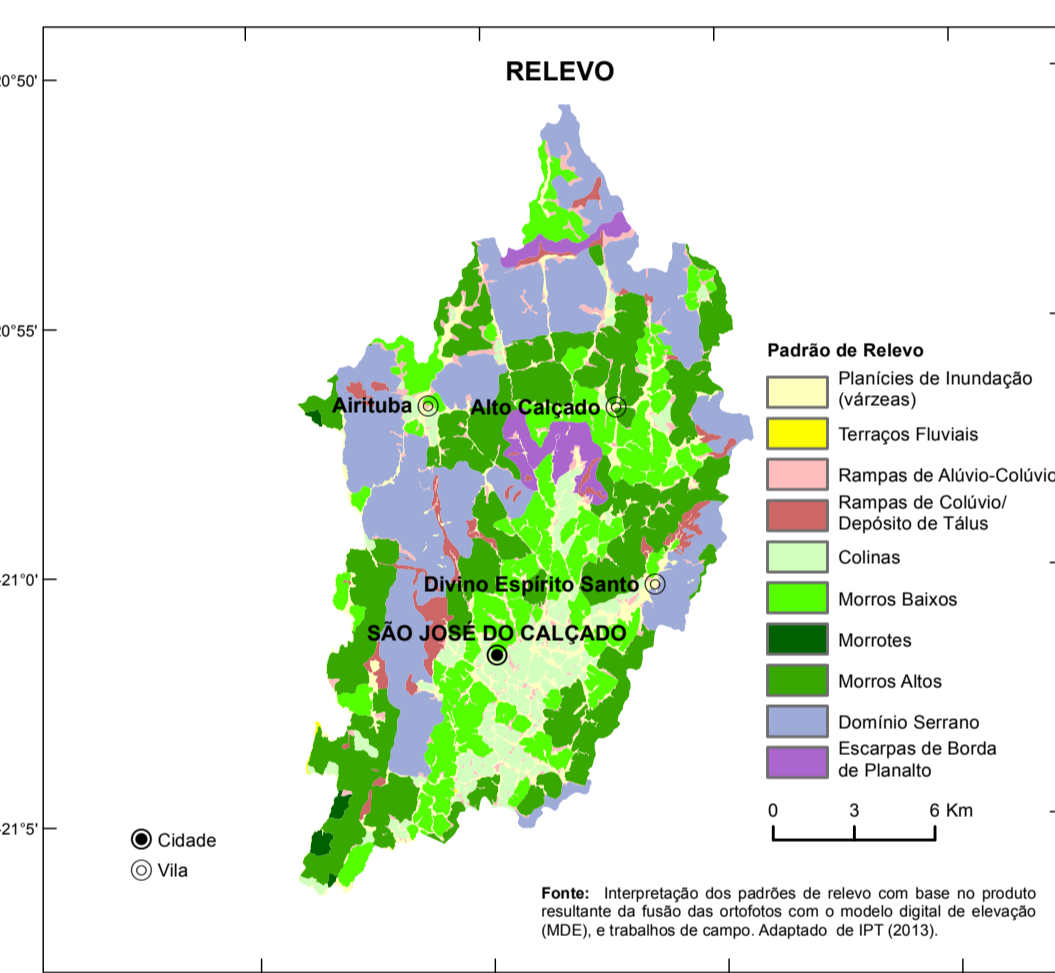 RELEVO
20°50'
20°55'
-21°0'
-21°5'
Airituba
Alto Calçado
Divino Espírito Santo
SÃO JOSÉ DO CALÇADO
Padrão de Relevo
Planícies de Inundação
(várzeas)
Terraços Fluviais
Rampas de Alúvio-Colúvio
Rampas de Colúvio/
Depósito de Tálus
Colinas
Morros Baixos
Morrotes
Morros Altos
Domínio Serrano
Escarpas de Borda
de Planalto
0 3 6 Km
Cidade
Vila
Fonte: Interpretação dos padrões de relevo com base no produto
resultante da fusão das ortofotos com o modelo digital de elevação
(MDE), e trabalhos de campo. Adaptado de IPT (2013).